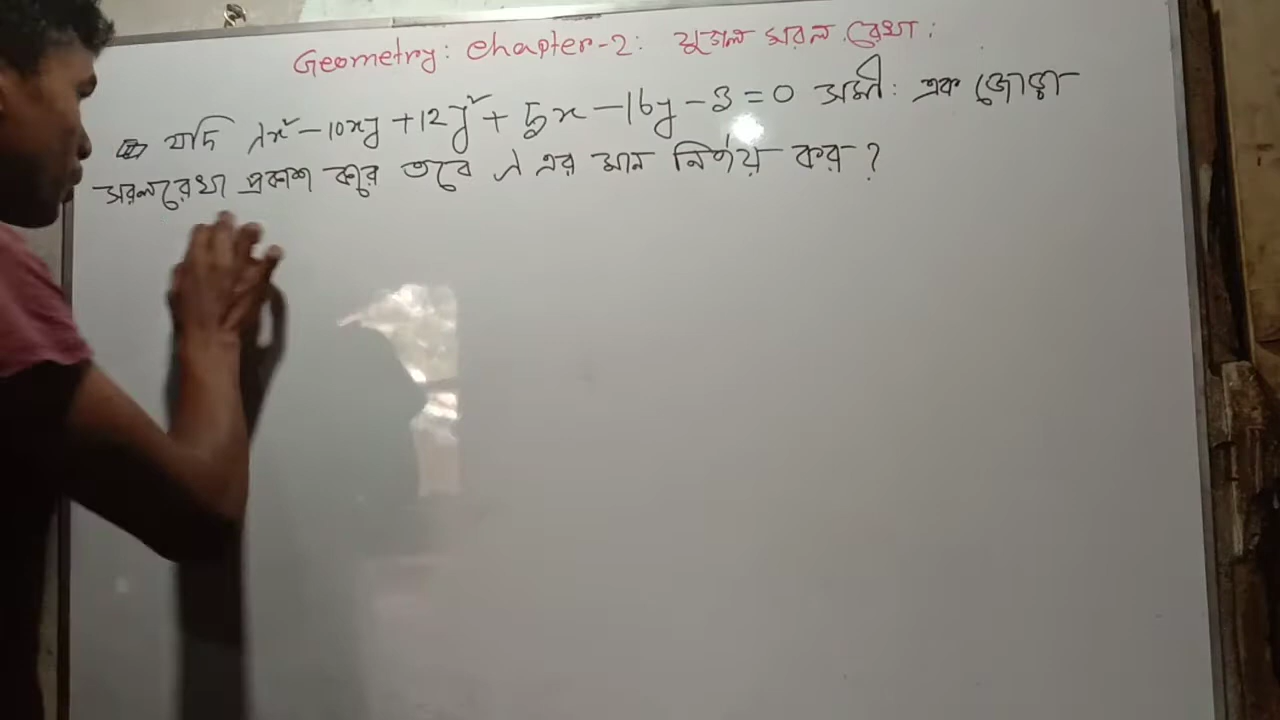 Geometry: Chapter-2: যুগল সরল রেখা:
যদি λx² - 10xy + 12y² + 5x - 16y - 3 = 0 সমী: এক জোড়া
সরলরেখা প্রকাশ করে তবে λ এর মান নির্ণয় কর ?